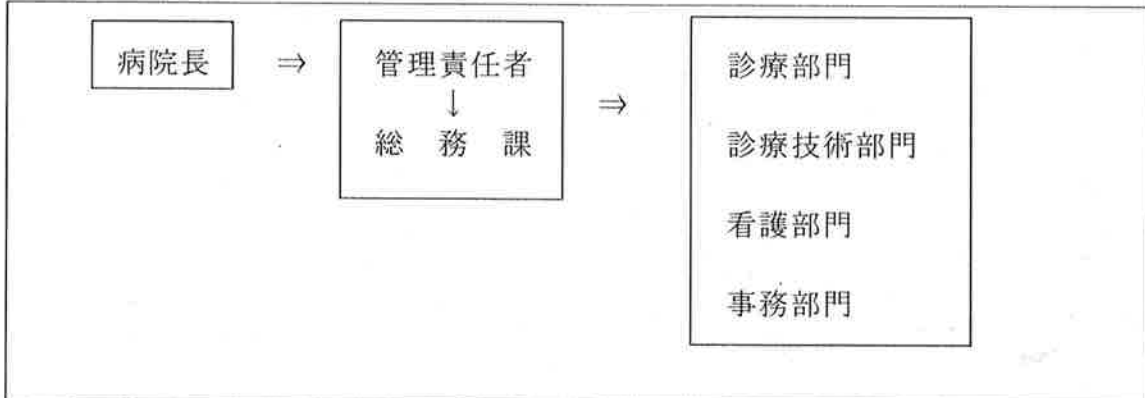 病院長 ⇒ 管理責任者
↓
総務課
⇒
診療部門
診療技術部門
看護部門
事務部門